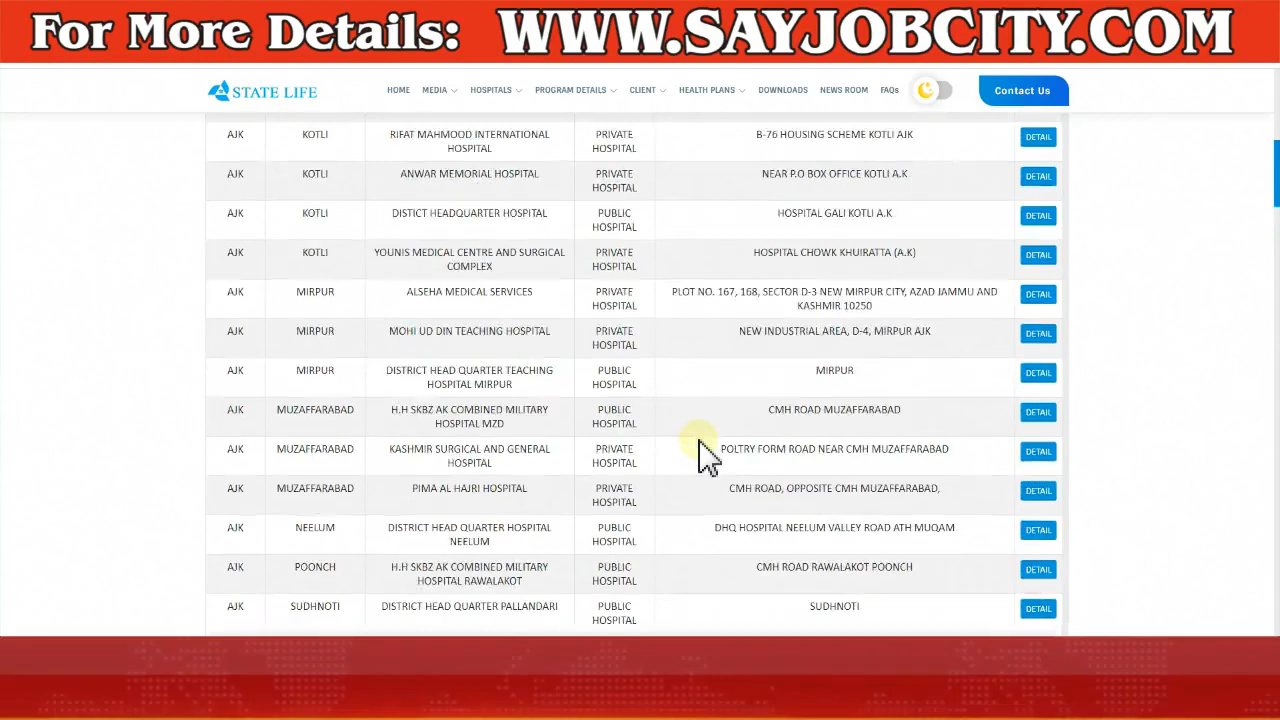 For More Details: WWW.SAYJOBCITY.COM
STATE LIFE
HOME MEDIA HOSPITALS PROGRAM DETAILS CLIENT HEALTH PLANS DOWNLOADS NEWS ROOM FAQs Contact Us
AJK KOTLI RIFAT MAHMOOD INTERNATIONAL PRIVATE B-76 HOUSING SCHEME KOTLI AJK DETAIL
HOSPITAL HOSPITAL
AJK KOTLI ANWAR MEMORIAL HOSPITAL PRIVATE NEAR P.O BOX OFFICE KOTLI A.K DETAIL
HOSPITAL
AJK KOTLI DISTICT HEADQUARTER HOSPITAL PUBLIC HOSPITAL GALI KOTLI A.K DETAIL
HOSPITAL
AJK KOTLI YOUNIS MEDICAL CENTRE AND SURGICAL PRIVATE HOSPITAL CHOWK KHUIRATTA (A.K) DETAIL
COMPLEX HOSPITAL
AJK MIRPUR ALSEHA MEDICAL SERVICES PRIVATE PLOT NO. 167, 168, SECTOR D-3 NEW MIRPUR CITY, AZAD JAMMU AND DETAIL
HOSPITAL KASHMIR 10250
AJK MIRPUR MOHI UD DIN TEACHING HOSPITAL PRIVATE NEW INDUSTRIAL AREA, D-4, MIRPUR AJK DETAIL
HOSPITAL
AJK MIRPUR DISTRICT HEAD QUARTER TEACHING PUBLIC MIRPUR DETAIL
HOSPITAL MIRPUR HOSPITAL
AJK MUZAFFARABAD H.H SKBZ AK COMBINED MILITARY PUBLIC CMH ROAD MUZAFFARABAD DETAIL
HOSPITAL MZD HOSPITAL
AJK MUZAFFARABAD KASHMIR SURGICAL AND GENERAL PRIVATE POLTRY FORM ROAD NEAR CMH MUZAFFARABAD DETAIL
HOSPITAL HOSPITAL
AJK MUZAFFARABAD PIMA AL HAJRI HOSPITAL PRIVATE CMH ROAD, OPPOSITE CMH MUZAFFARABAD, DETAIL
HOSPITAL
AJK NEELUM DISTRICT HEAD QUARTER HOSPITAL PUBLIC DHQ HOSPITAL NEELUM VALLEY ROAD ATH MUQAM DETAIL
NEELUM HOSPITAL
AJK POONCH H.H SKBZ AK COMBINED MILITARY PUBLIC CMH ROAD RAWALAKOT POONCH DETAIL
HOSPITAL RAWALAKOT HOSPITAL
AJK SUDHNOTI DISTRICT HEAD QUARTER PALLANDARI PUBLIC SUDHNOTI DETAIL
HOSPITAL